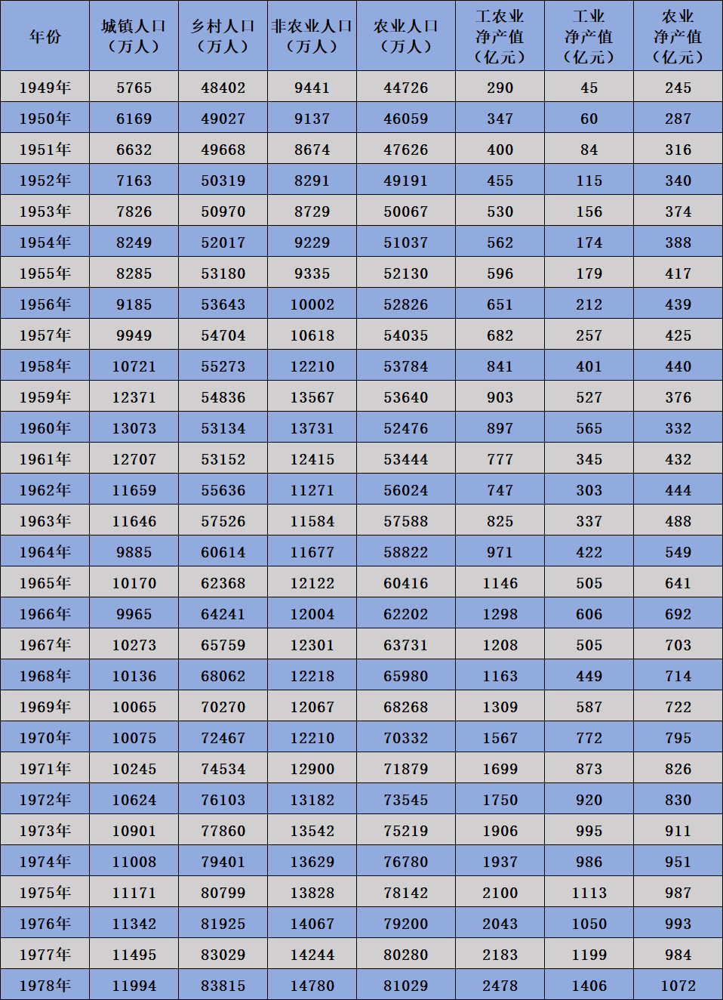 年份 城镇人口（万人） 乡村人口（万人） 非农业人口（万人） 农业人口（万人） 工农业净产值（亿元） 工业净产值（亿元） 农业净产值（亿元）
1949年 5765 48402 9441 44726 290 45 245
1950年 6169 49027 9137 46059 347 60 287
1951年 6632 49668 8674 47626 400 84 316
1952年 7163 50319 8291 49191 455 115 340
1953年 7826 50970 8729 50067 530 156 374
1954年 8249 52017 9229 51037 562 174 388
1955年 8285 53180 9335 52130 596 179 417
1956年 9185 53643 10002 52826 651 212 439
1957年 9949 54704 10618 54035 682 257 425
1958年 10721 55273 12210 53784 841 401 440
1959年 12371 54836 13567 53640 903 527 376
1960年 13073 53134 13731 52476 897 565 332
1961年 12707 53152 12415 53444 777 345 432
1962年 11659 55636 11271 56024 747 303 444
1963年 11646 57526 11584 57588 825 337 488
1964年 9885 60614 11677 58822 971 422 549
1965年 10170 62368 12122 60416 1146 505 641
1966年 9965 64241 12004 62202 1298 606 692
1967年 10273 65759 12301 63731 1208 505 703
1968年 10136 68062 12218 65980 1163 449 714
1969年 10065 70270 12067 68268 1309 587 722
1970年 10075 72467 12210 70332 1567 772 795
1971年 10245 74534 12900 71879 1699 873 826
1972年 10624 76103 13182 73545 1750 920 830
1973年 10901 77860 13542 75219 1906 995 911
1974年 11008 79401 13629 76780 1937 986 951
1975年 11171 80799 13828 78142 2100 1113 987
1976年 11342 81925 14067 79200 2043 1050 993
1977年 11495 83029 14244 80280 2183 1199 984
1978年 11994 83815 14780 81029 2478 1406 1072